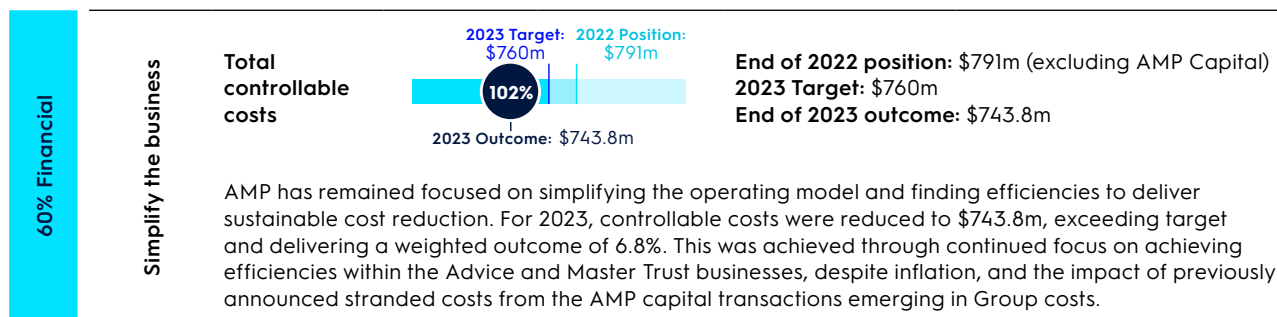 60% Financial
Simplify the business
Total
controllable
costs
2023 Target:
$760m
2022 Position:
$791m
102%
2023 Outcome: $743.8m
End of 2022 position: $791m (excluding AMP Capital)
2023 Target: $760m
End of 2023 outcome: $743.8m
AMP has remained focused on simplifying the operating model and finding efficiencies to deliver
sustainable cost reduction. For 2023, controllable costs were reduced to $743.8m, exceeding target
and delivering a weighted outcome of 6.8%. This was achieved through continued focus on achieving
efficiencies within the Advice and Master Trust businesses, despite inflation, and the impact of previously
announced stranded costs from the AMP capital transactions emerging in Group costs.